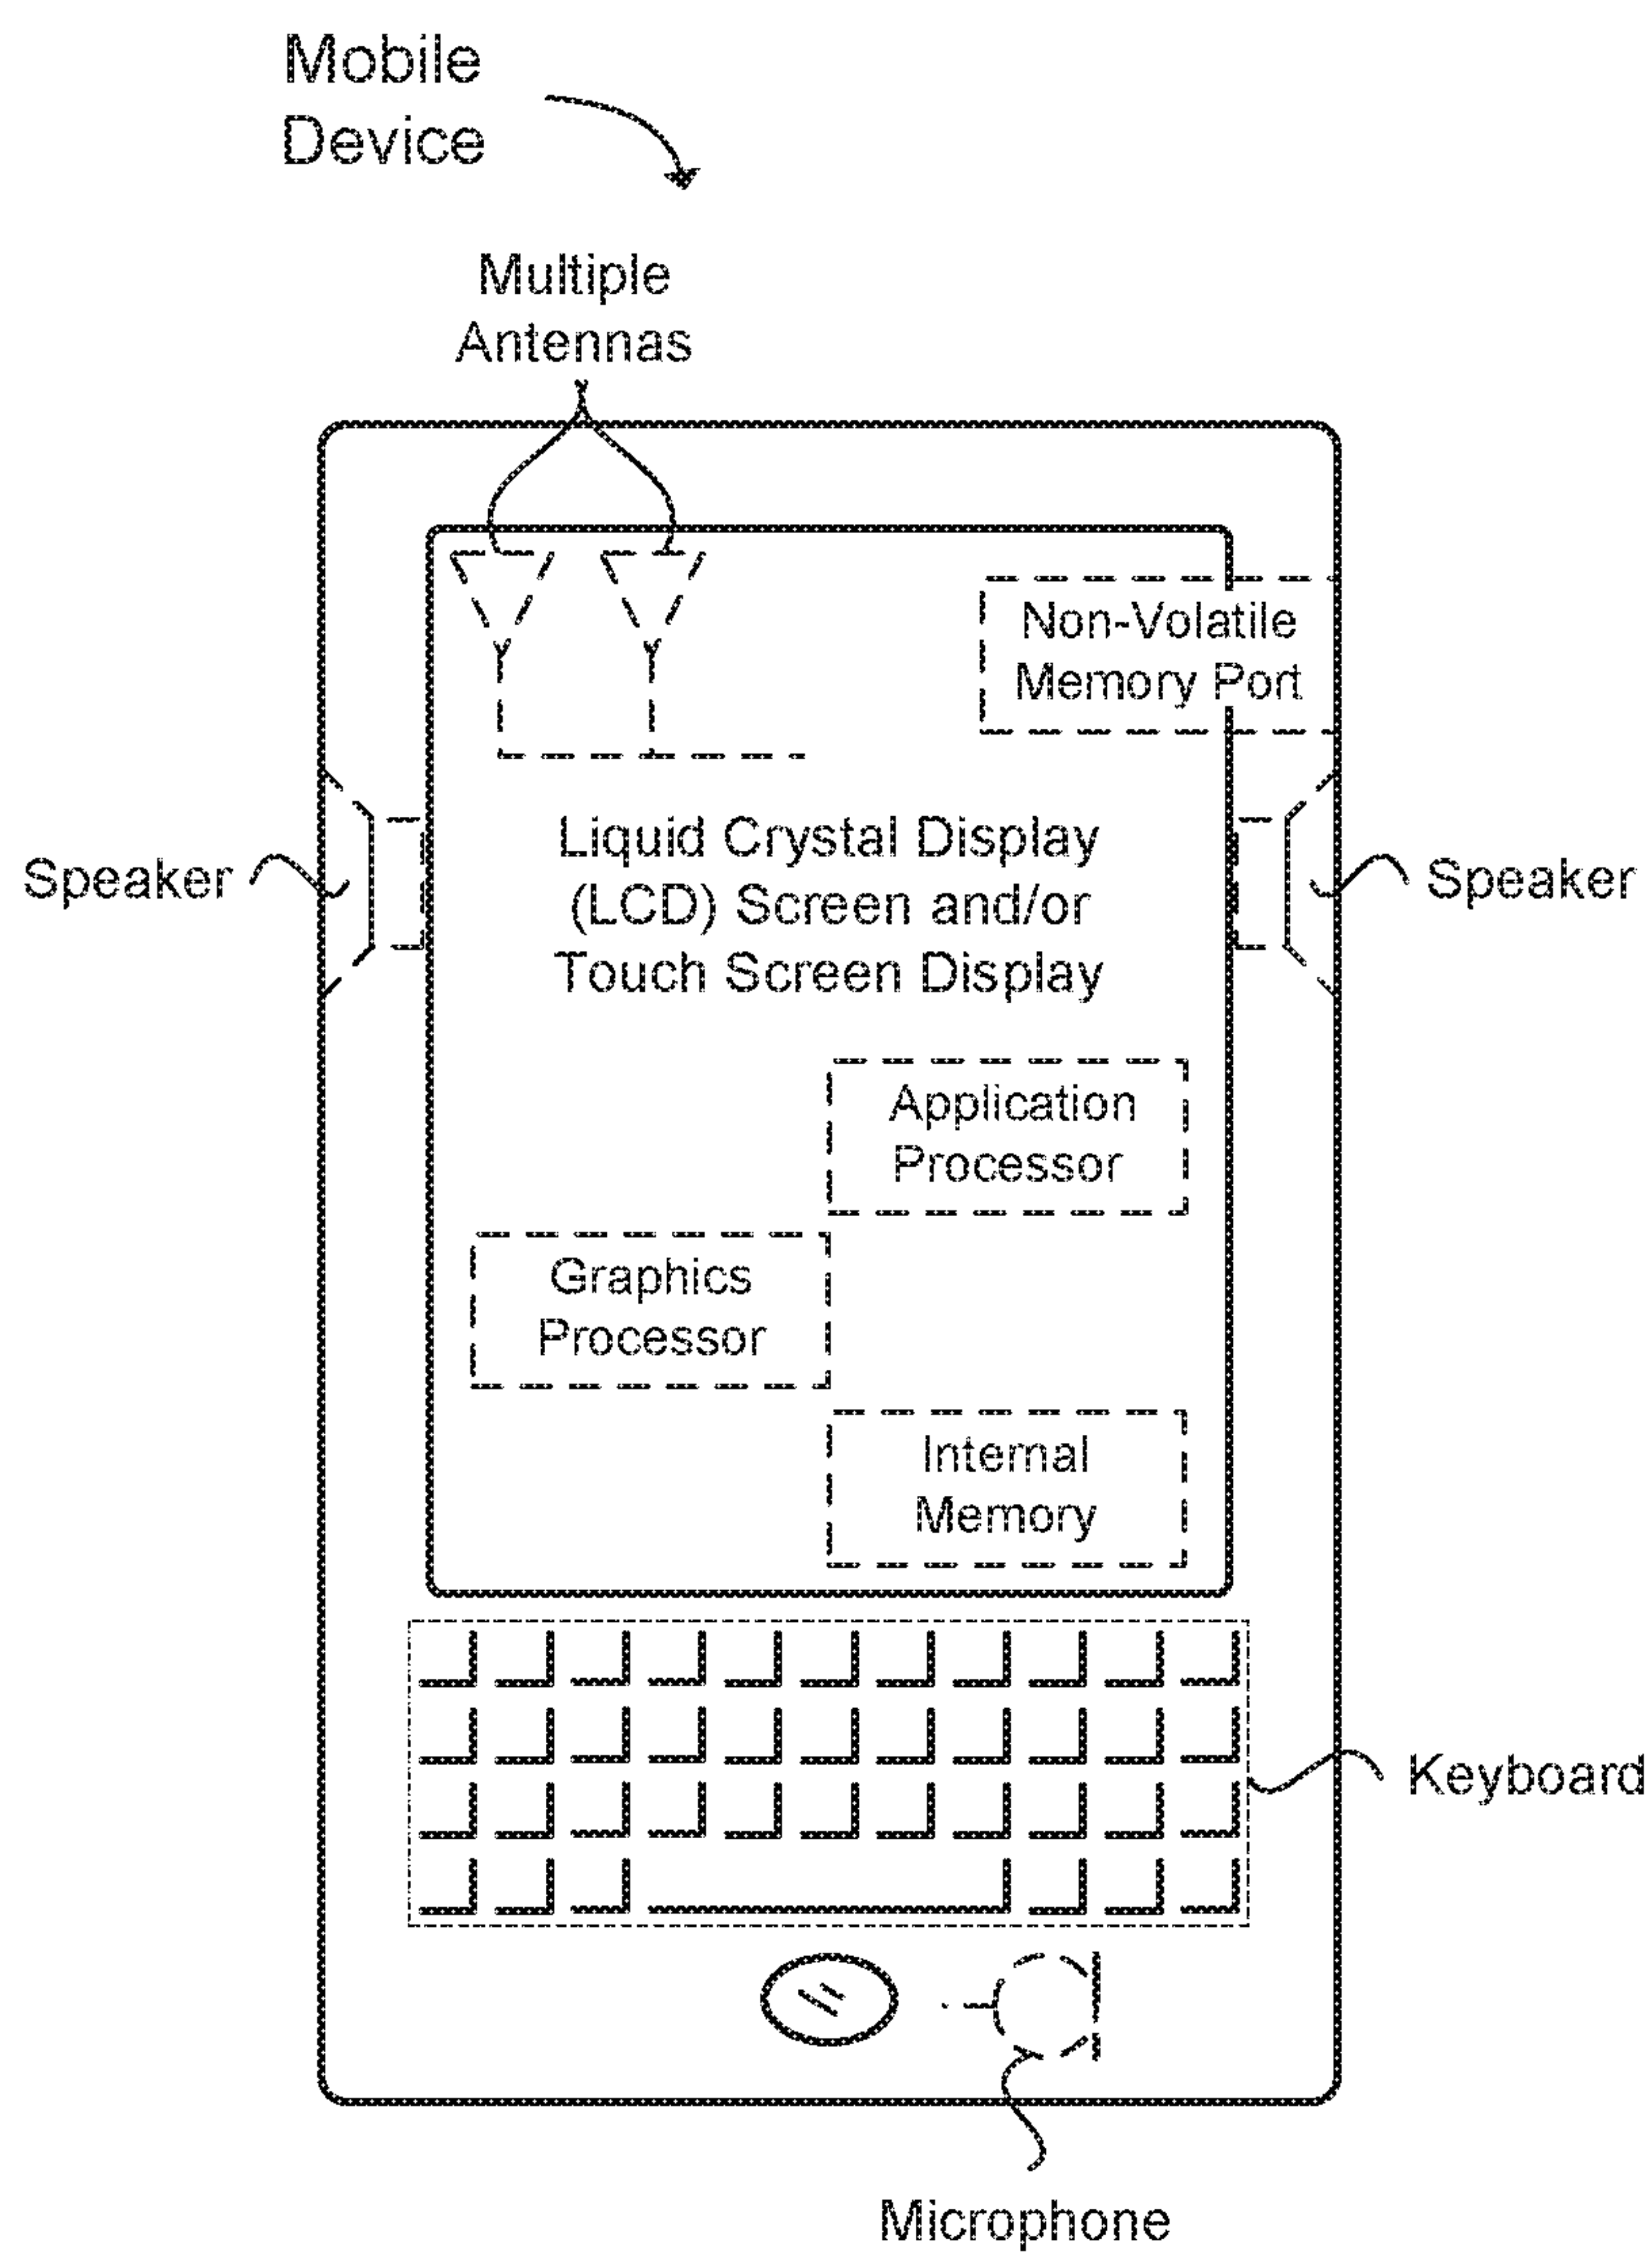 Mobile
Device
Multiple
Antennas
Non-Volatile
Memory Port
Speaker
Liquid Crystal Display
(LCD) Screen and/or
Touch Screen Display
Speaker
Application
Processor
Graphics
Processor
Internal
Memory
Keyboard
Microphone